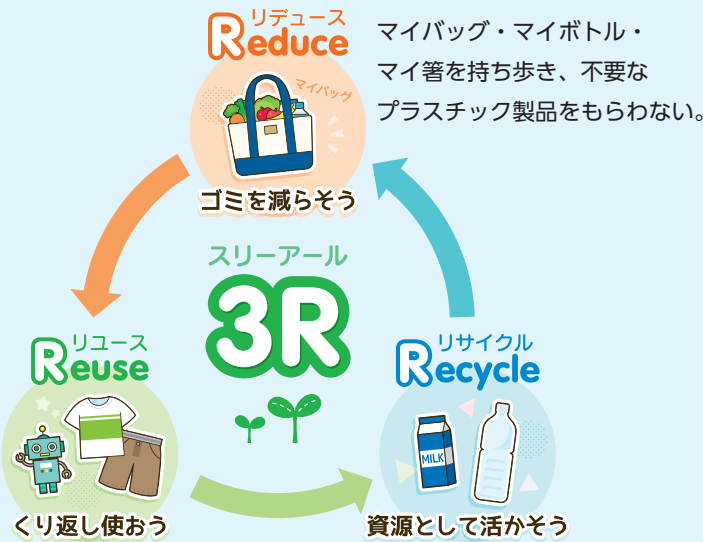 リデュース
Reduce
マイバッグ・マイボトル・
マイ箸を持ち歩き、不要な
プラスチック製品をもらわない。
マイバッグ
ゴミを減らそう
スリーアール
3R
リユース
Reuse
くり返し使おう
リサイクル
Recycle
MILK
資源として活かそう